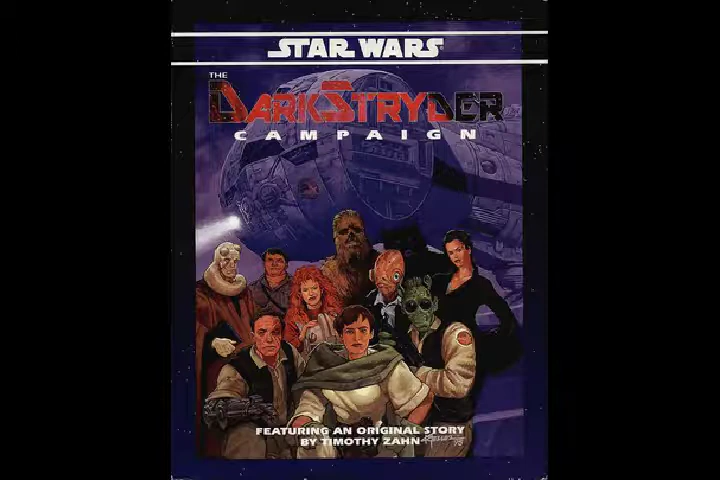 STAR WARS
THE
DARKSTRYDER
CAMPAIGN
FEATURING AN ORIGINAL STORY
BY TIMOTHY ZAHN